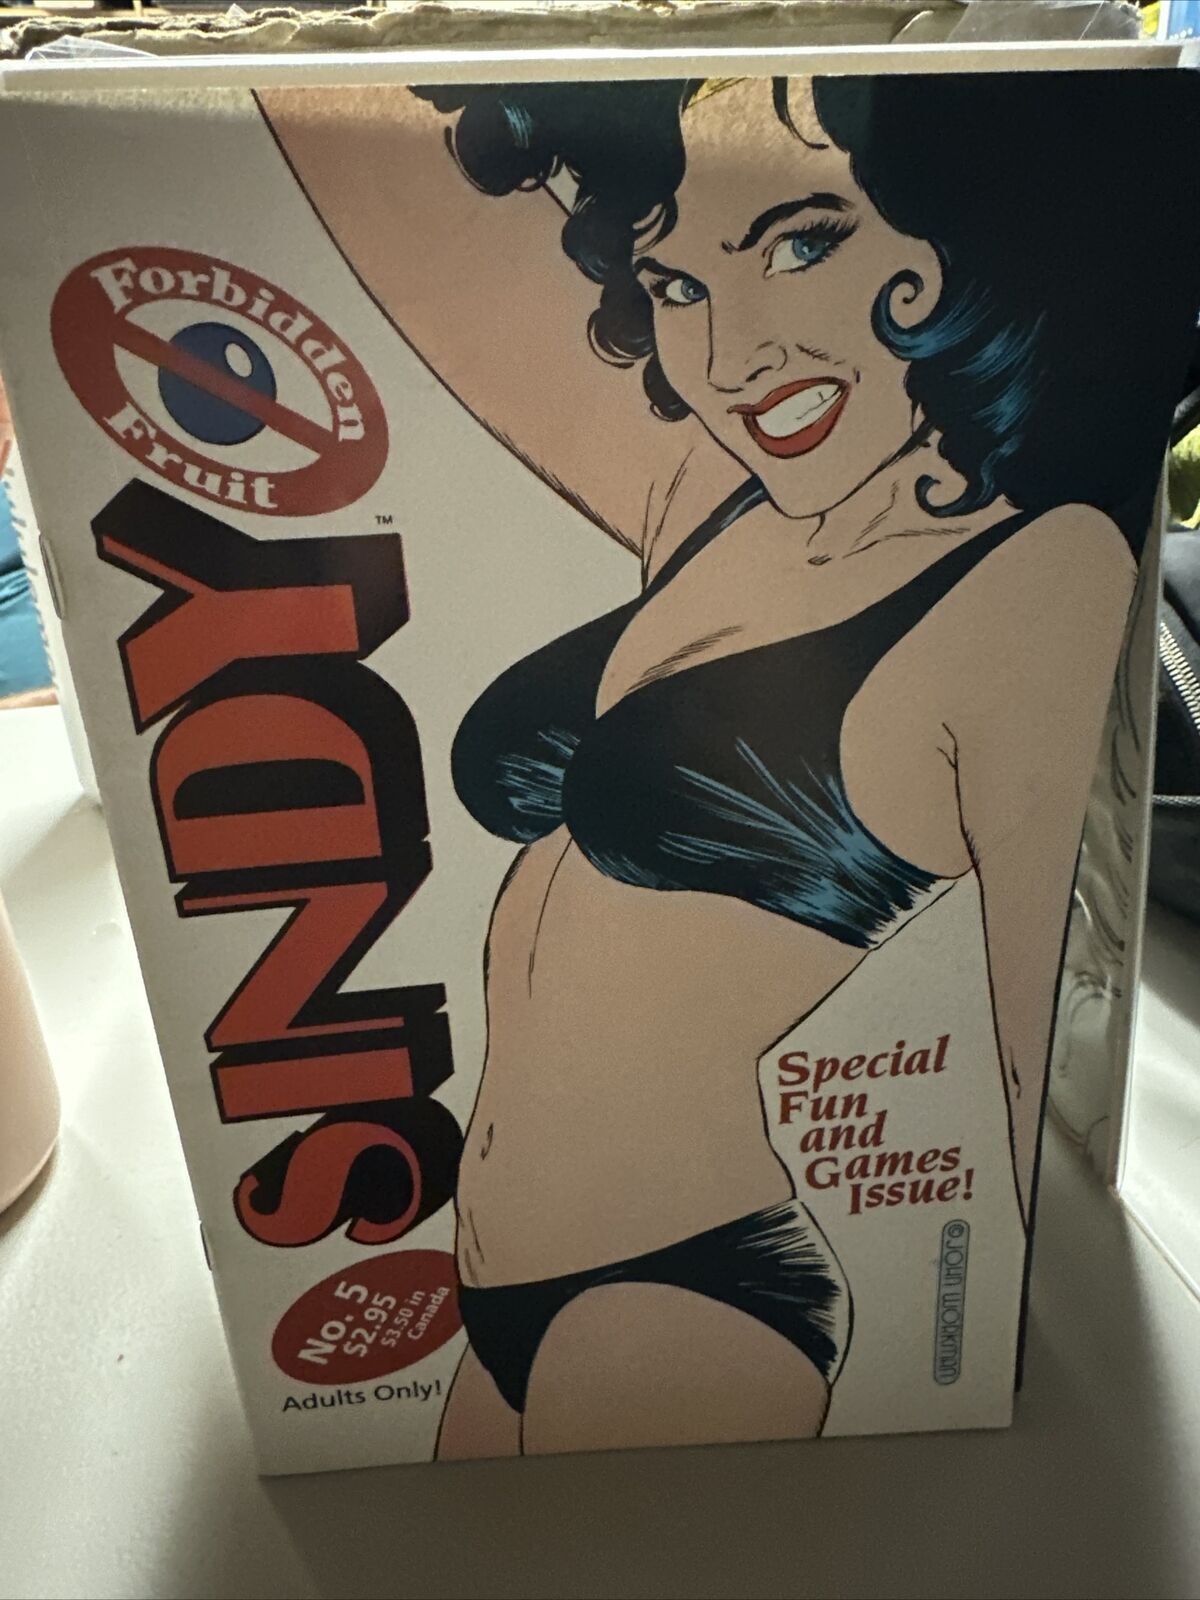 Forbidden
Fruit
SINDY™
Special
Fun
and
Games
Issue!
© JOHN WORKMAN
No. 5
$2.95
$3.50 in
Canada
Adults Only!